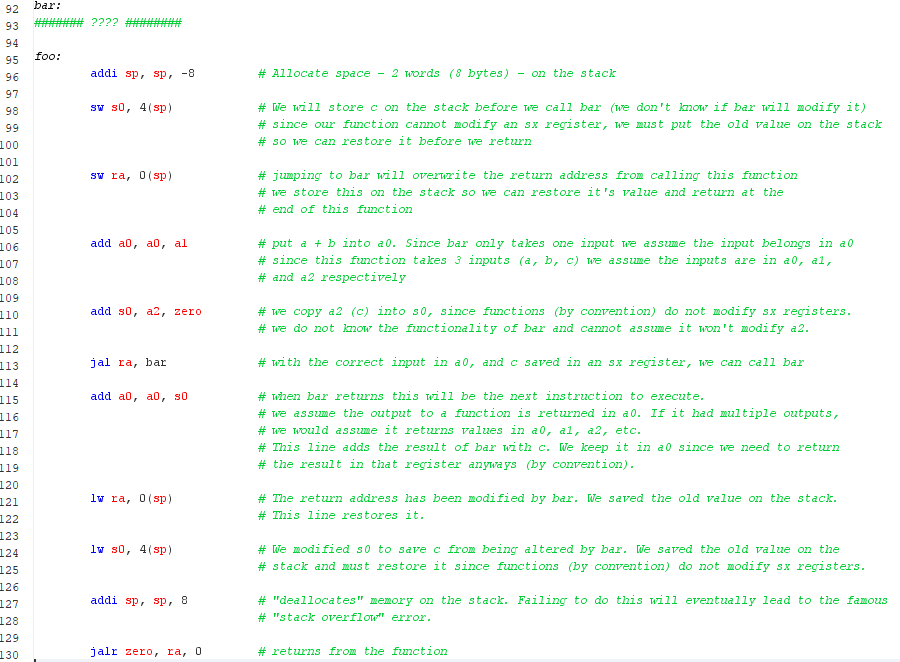 92 bar:
93 ####### ???? ########
94
95 foo:
96 addi sp, sp, -8 # Allocate space - 2 words (8 bytes) - on the stack
97
98 sw s0, 4(sp) # We will store c on the stack before we call bar (we don't know if bar will modify it)
99 # since our function cannot modify an sx register, we must put the old value on the stack
100 # so we can restore it before we return
101
102 sw ra, 0(sp) # jumping to bar will overwrite the return address from calling this function
103 # we store this on the stack so we can restore it's value and return at the
104 # end of this function
105
106 add a0, a0, a1 # put a + b into a0. Since bar only takes one input we assume the input belongs in a0
107 # since this function takes 3 inputs (a, b, c) we assume the inputs are in a0, a1,
108 # and a2 respectively
109
110 add s0, a2, zero # we copy a2 (c) into s0, since functions (by convention) do not modify sx registers.
111 # we do not know the functionality of bar and cannot assume it won't modify a2.
112
113 jal ra, bar # with the correct input in a0, and c saved in an sx register, we can call bar
114
115 add a0, a0, s0 # when bar returns this will be the next instruction to execute.
116 # we assume the output to a function is returned in a0. If it had multiple outputs,
117 # we would assume it returns values in a0, a1, a2, etc.
118 # This line adds the result of bar with c. We keep it in a0 since we need to return
119 # the result in that register anyways (by convention).
120
121 lw ra, 0(sp) # The return address has been modified by bar. We saved the old value on the stack.
122 # This line restores it.
123
124 lw s0, 4(sp) # We modified s0 to save c from being altered by bar. We saved the old value on the
125 # stack and must restore it since functions (by convention) do not modify sx registers.
126
127 addi sp, sp, 8 # "deallocates" memory on the stack. Failing to do this will eventually lead to the famous
128 # "stack overflow" error.
129
130 jalr zero, ra, 0 # returns from the function